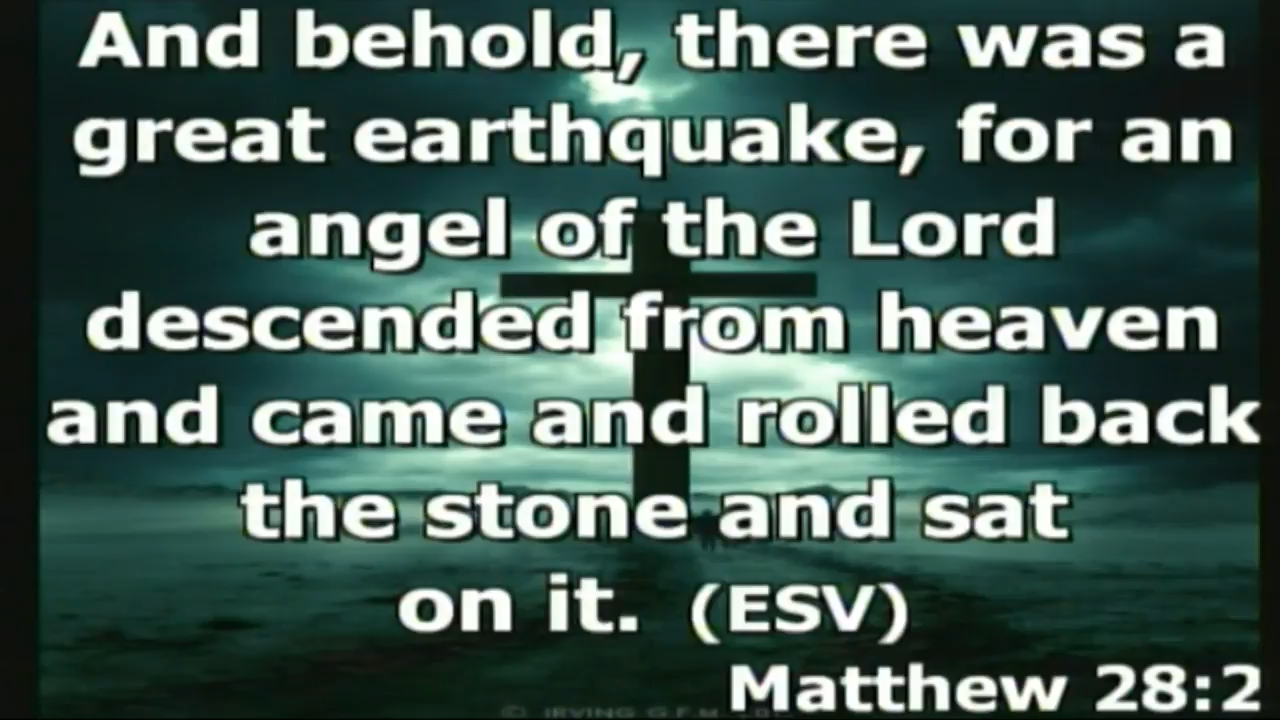 And behold, there was a
great earthquake, for an
angel of the Lord
descended from heaven
and came and rolled back
the stone and sat
on it. (ESV)
Matthew 28:2
© IRVING G.F.M.